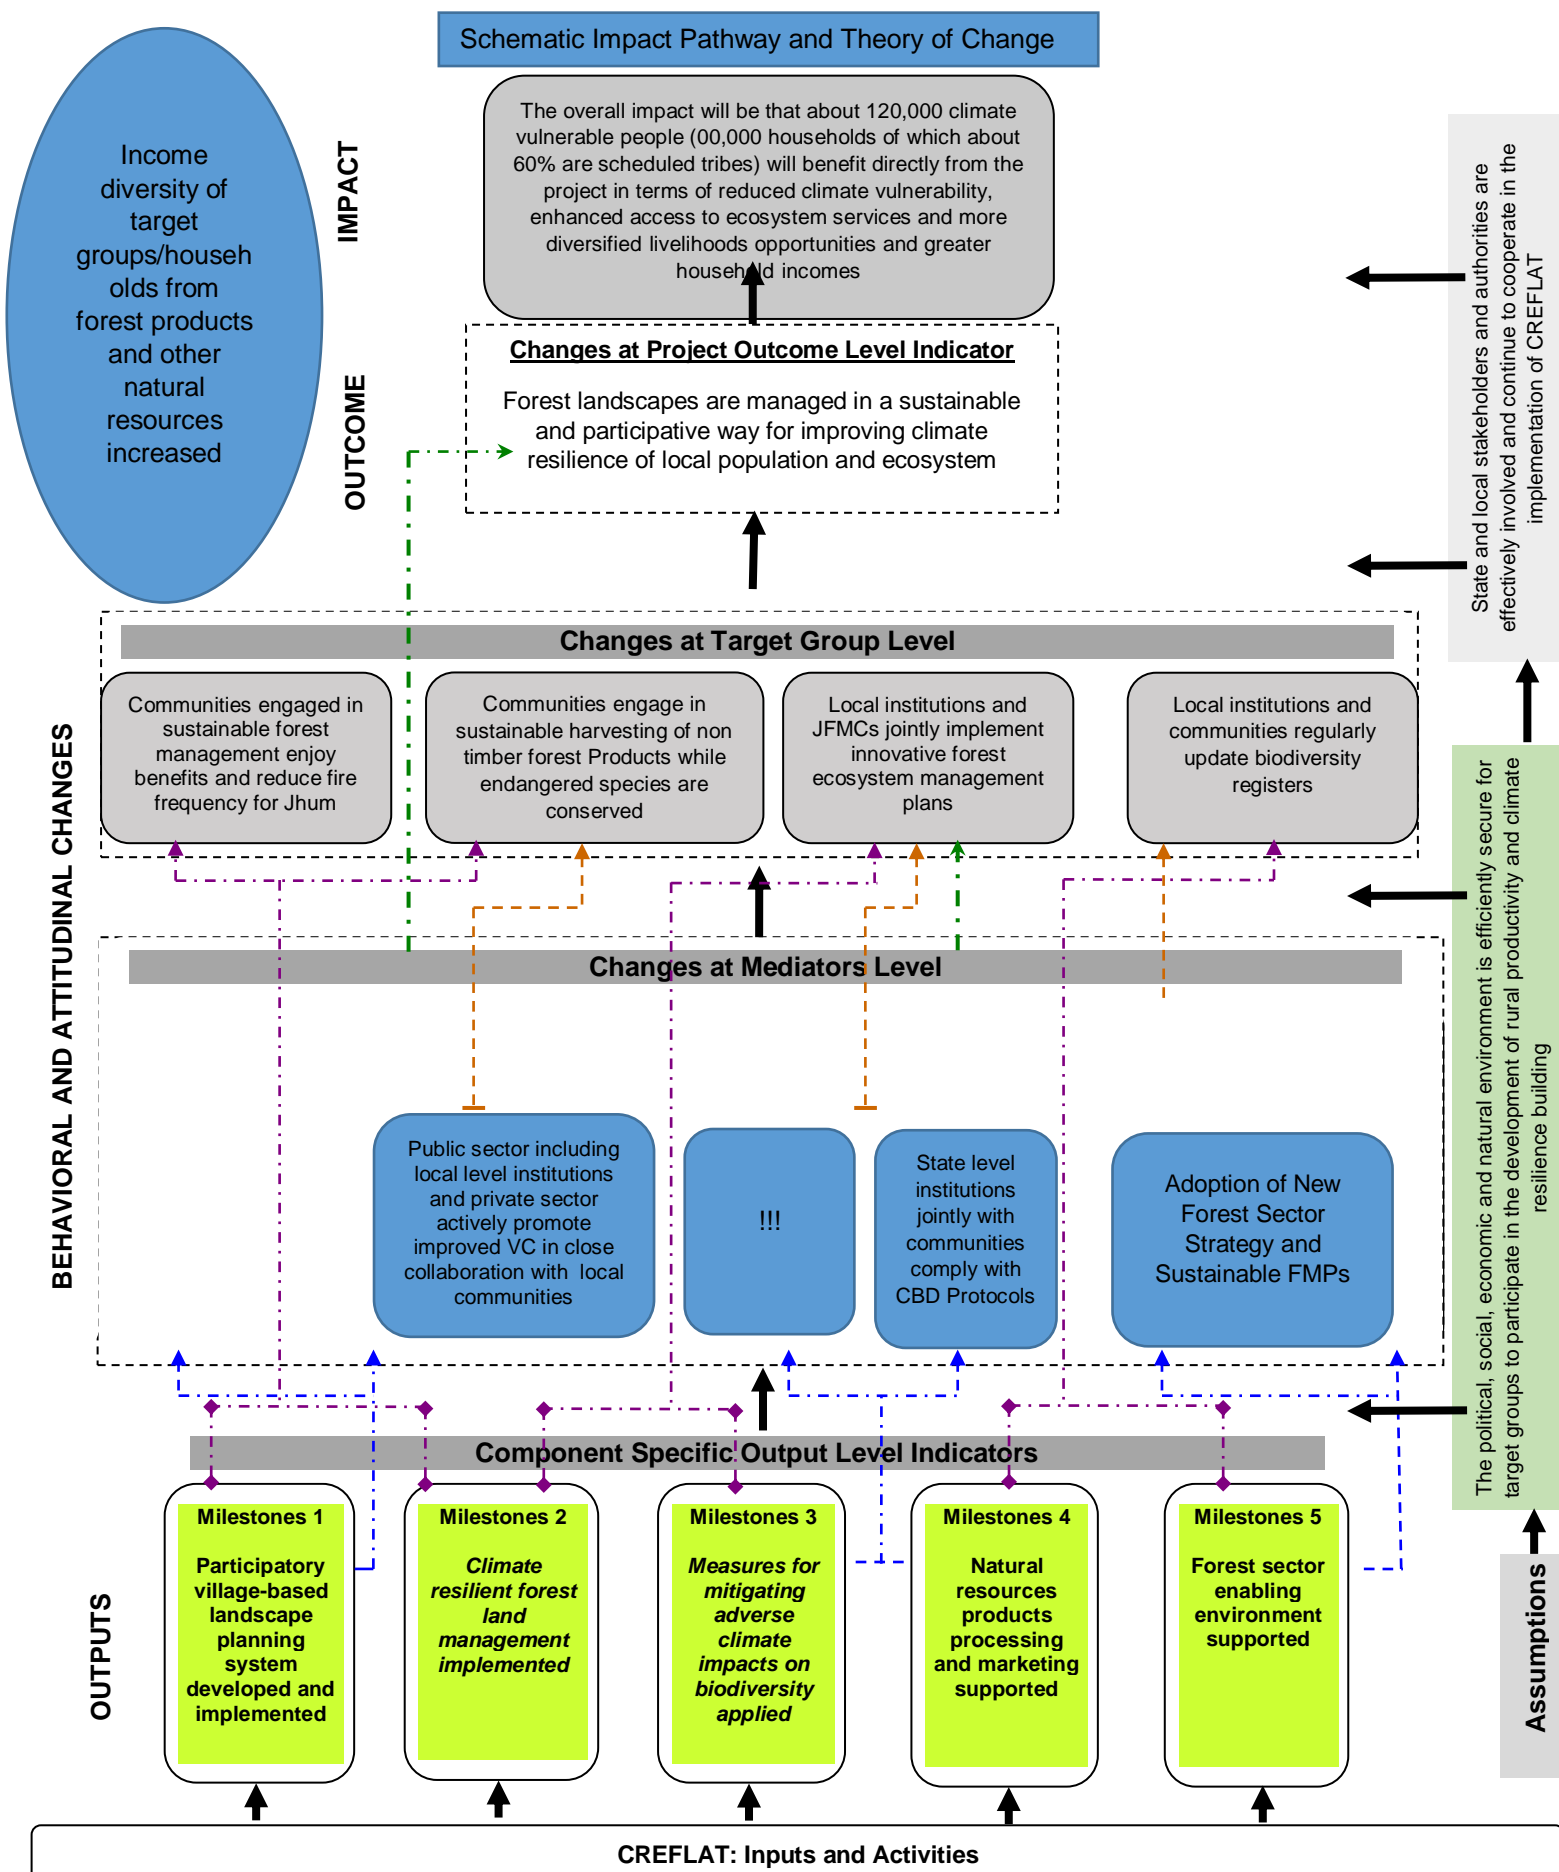 Schematic Impact Pathway and Theory of Change
Income
diversity of
target
groups/househ
olds from
forest products
and other
natural
resources
increased
IMPACT
The overall impact will be that about 120,000 climate
vulnerable people (00,000 households of which about
60% are scheduled tribes) will benefit directly from the
project in terms of reduced climate vulnerability,
enhanced access to ecosystem services and more
diversified livelihoods opportunities and greater
household incomes
OUTCOME
Changes at Project Outcome Level Indicator
Forest landscapes are managed in a sustainable
and participative way for improving climate
resilience of local population and ecosystem
State and local stakeholders and authorities are
effectively involved and continue to cooperate in the
implementation of CREFLAT
BEHAVIORAL AND ATTITUDINAL CHANGES
Changes at Target Group Level
Communities engaged in
sustainable forest
management enjoy
benefits and reduce fire
frequency for Jhum
Communities engage in
sustainable harvesting of non
timber forest Products while
endangered species are
conserved
Local institutions and
JFMCs jointly implement
innovative forest
ecosystem management
plans
Local institutions and
communities regularly
update biodiversity
registers
The political, social, economic and natural environment is efficiently secure for
target groups to participate in the development of rural productivity and climate
resilience building
Changes at Mediators Level
Public sector including
local level institutions
and private sector
actively promote
improved VC in close
collaboration with local
communities
!!!
State level
institutions
jointly with
communities
comply with
CBD Protocols
Adoption of New
Forest Sector
Strategy and
Sustainable FMPs
Component Specific Output Level Indicators
OUTPUTS
Milestones 1
Participatory
village-based
landscape
planning
system
developed and
implemented
Milestones 2
Climate
resilient forest
land
management
implemented
Milestones 3
Measures for
mitigating
adverse
climate
impacts on
biodiversity
applied
Milestones 4
Natural
resources
products
processing
and marketing
supported
Milestones 5
Forest sector
enabling
environment
supported
Assumptions
CREFLAT: Inputs and Activities